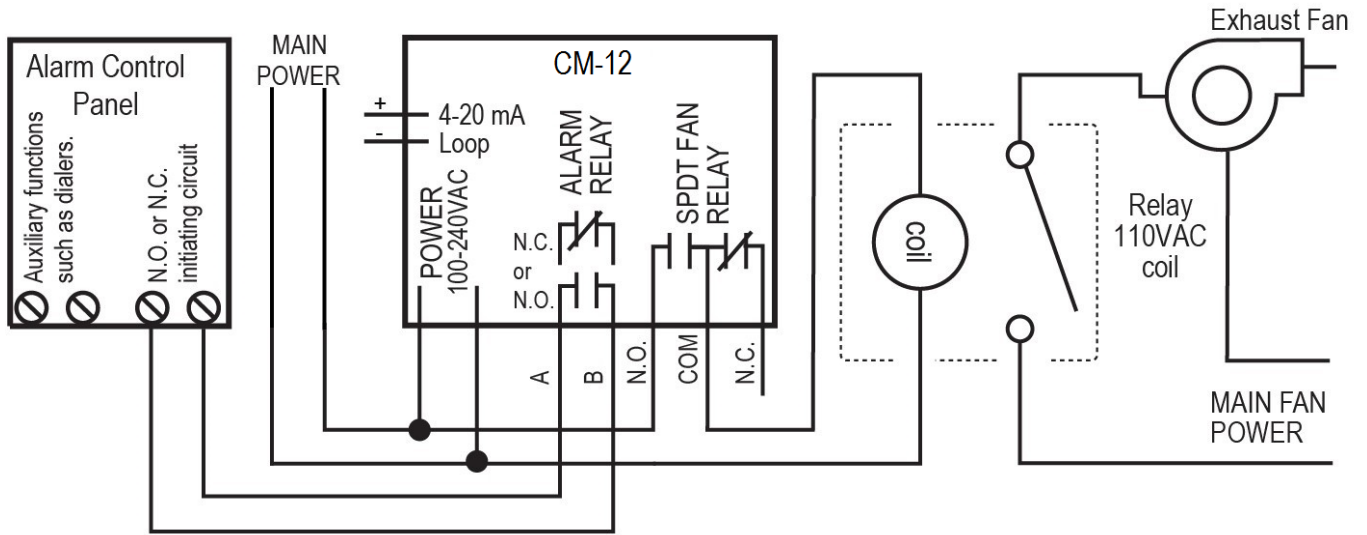 Alarm Control
Panel
Auxiliary functions
such as dialers.
N.O. or N.C.
initiating circuit
MAIN
POWER
CM-12
+
4-20 mA
-
Loop
POWER
100-240VAC
ALARM
RELAY
N.C.
or
N.O.
SPDT FAN
RELAY
A
B
N.O.
COM
N.C.
coil
Relay
110VAC
coil
Exhaust Fan
MAIN FAN
POWER